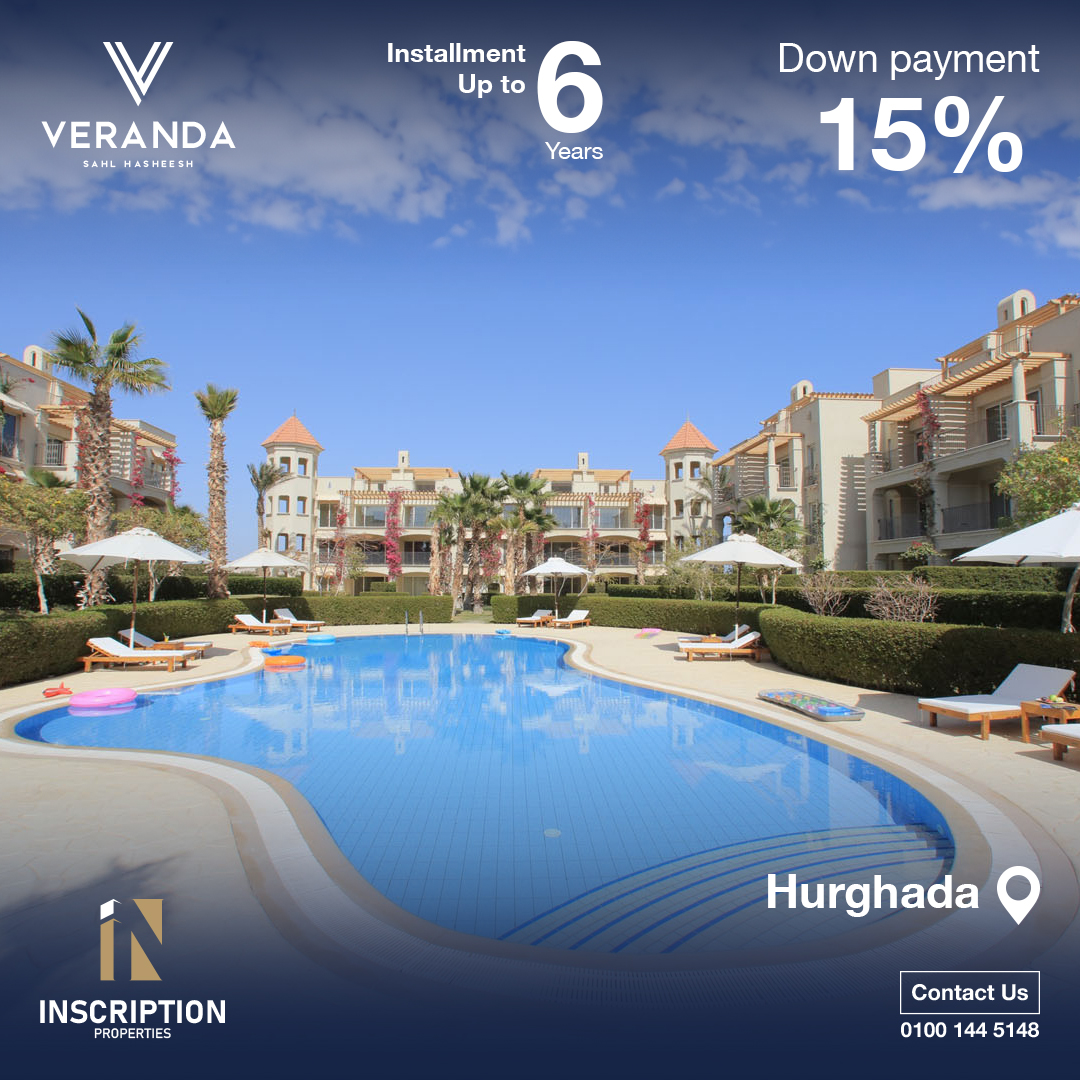 VERANDA
SAHL HASHEESH
Installment
Up to
6
Years
Down payment
15%
Hurghada
INSCRIPTION
PROPERTIES
Contact Us
0100 144 5148